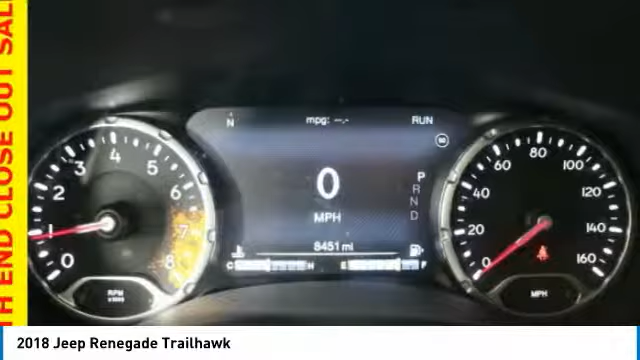 TH END CLOSE OUT SAL
N
mpg: --.-
RUN
0
MPH
P
R
N
D
8451 mi
C H
E F
0 1 2 3 4 5 6 7 8
RPM
0 20 40 60 80 100 120 140 160
MPH
2018 Jeep Renegade Trailhawk